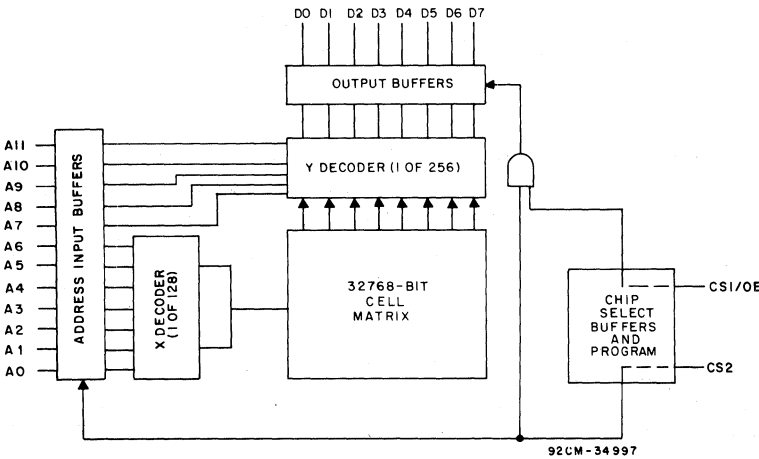 D0 D1 D2 D3 D4 D5 D6 D7
OUTPUT BUFFERS
Y DECODER (1 OF 256)
A11
A10
A9
A8
A7
A6
A5
A4
A3
A2
A1
A0
ADDRESS INPUT BUFFERS
X DECODER
(1 OF 128)
32768-BIT
CELL
MATRIX
CHIP
SELECT
BUFFERS
AND
PROGRAM
CS1/OE
CS2
92CM-34997